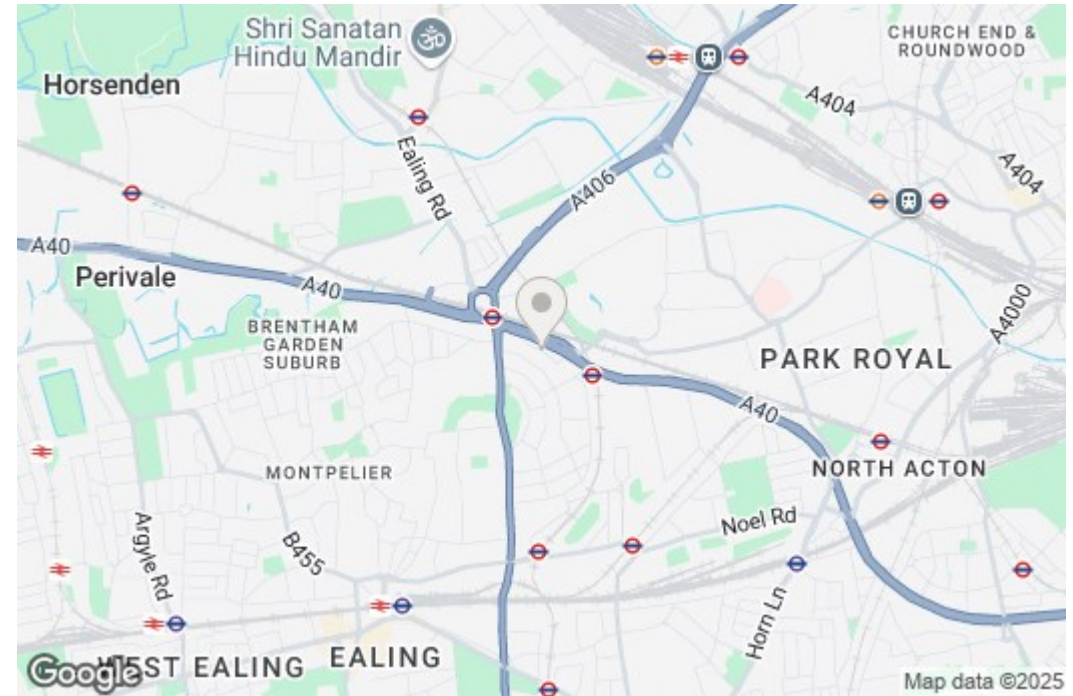 Shri Sanatan
Hindu Mandir
CHURCH END &
ROUNDWOOD
Horsenden
A404
Ealing Rd
A404
A406
A40
Perivale
A40
A4000
BRENTHAM
GARDEN
SUBURB
PARK ROYAL
A40
MONTPELIER
NORTH ACTON
Noel Rd
Argyle Rd
B455
Horn Ln
WEST EALING
EALING
Google
Map data ©2025